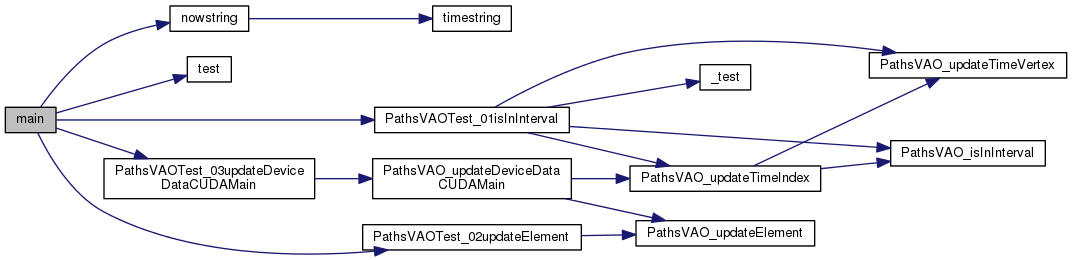 nowstring
timestring
test
_test
PathsVAO_updateTimeVertex
main
PathsVAOTest_01isInInterval
PathsVAO_isInInterval
PathsVAOTest_03updateDevice
DataCUDAMain
PathsVAO_updateDeviceData
CUDAMain
PathsVAO_updateTimeIndex
PathsVAOTest_02updateElement
PathsVAO_updateElement